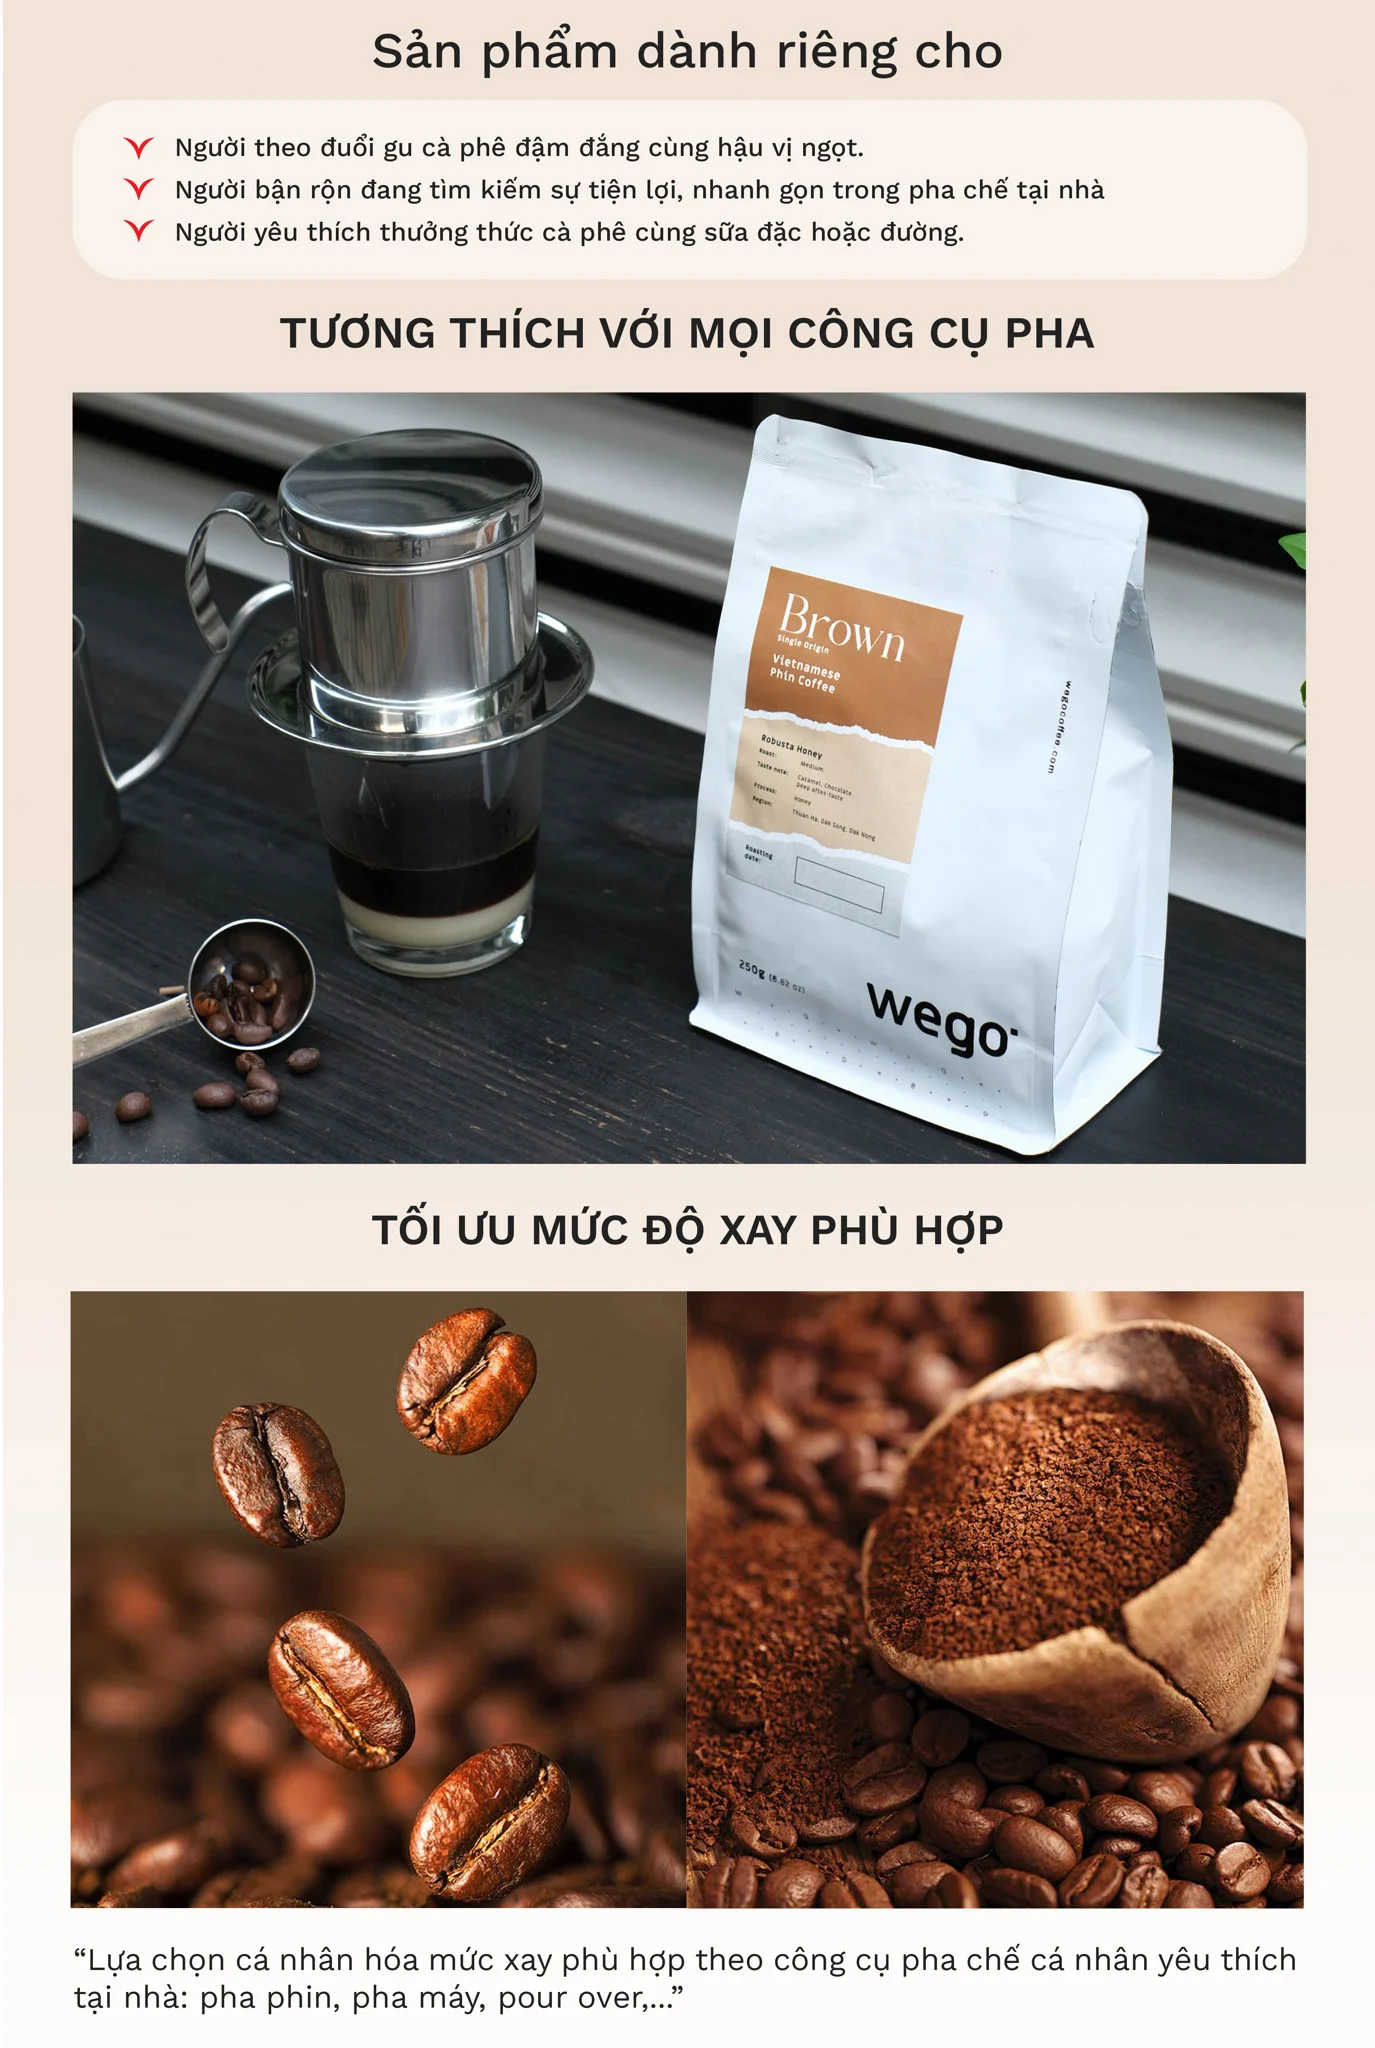 Sản phẩm dành riêng cho
Người theo đuổi gu cà phê đậm đắng cùng hậu vị ngọt.
Người bận rộn đang tìm kiếm sự tiện lợi, nhanh gọn trong pha chế tại nhà
Người yêu thích thưởng thức cà phê cùng sữa đặc hoặc đường.
TƯƠNG THÍCH VỚI MỌI CÔNG CỤ PHA
Brown
Single Origin
Vietnamese
Phin Coffee
Robusta Honey
Roast: Medium
Taste note: Caramel, Chocolate
Deep after-taste
Process: Honey
Region: Thuan Ha, Dak Song, Dak Nong
Roasting
date:
wegocoffee.com
250g (8.82 oz)
wego
TỐI ƯU MỨC ĐỘ XAY PHÙ HỢP
“Lựa chọn cá nhân hóa mức xay phù hợp theo công cụ pha chế cá nhân yêu thích
tại nhà: pha phin, pha máy, pour over,...”